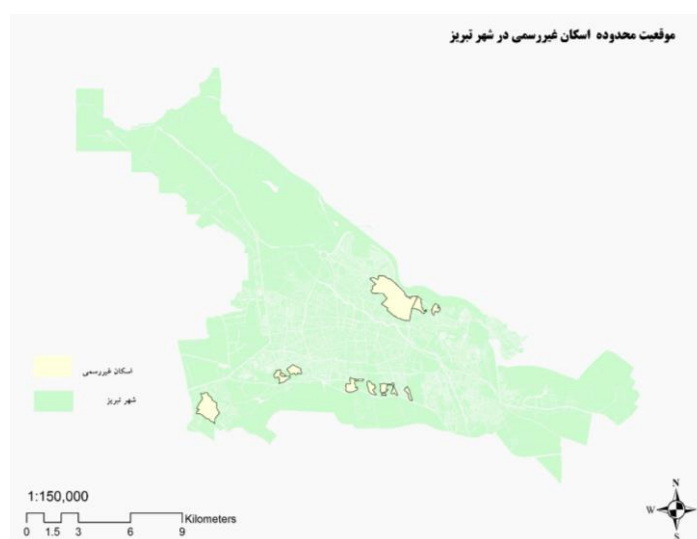 موقعیت محدوده اسکان غیررسمی در شهر تبریز
اسکان غیررسمی
شهر تبریز
1:150,000
Kilometers
0 1.5 3 6 9
N
W
S